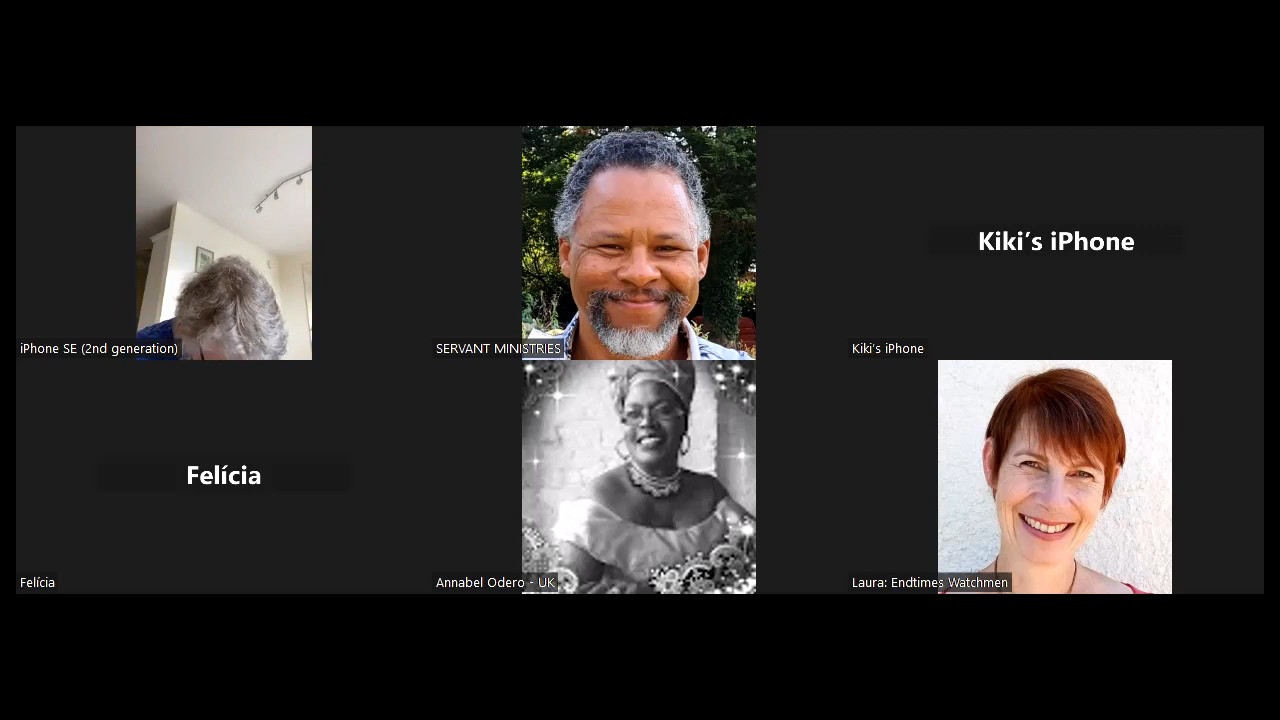 iPhone SE (2nd generation)
SERVANT MINISTRIES
Kiki's iPhone
Kiki's iPhone
Felícia
Felícia
Annabel Odero - UK
Laura: Endtimes Watchmen